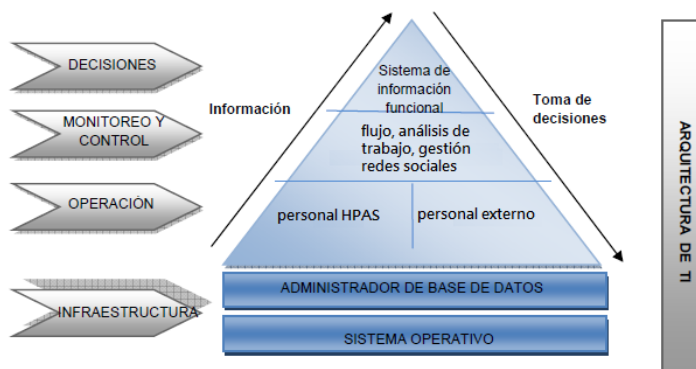 DECISIONES
MONITOREO Y
CONTROL
OPERACIÓN
INFRAESTRUCTURA
Información
Sistema de
información
funcional
flujo, análisis de
trabajo, gestión
redes sociales
personal HPAS
personal externo
Toma de
decisiones
ADMINISTRADOR DE BASE DE DATOS
SISTEMA OPERATIVO
ARQUITECTURA DE TI